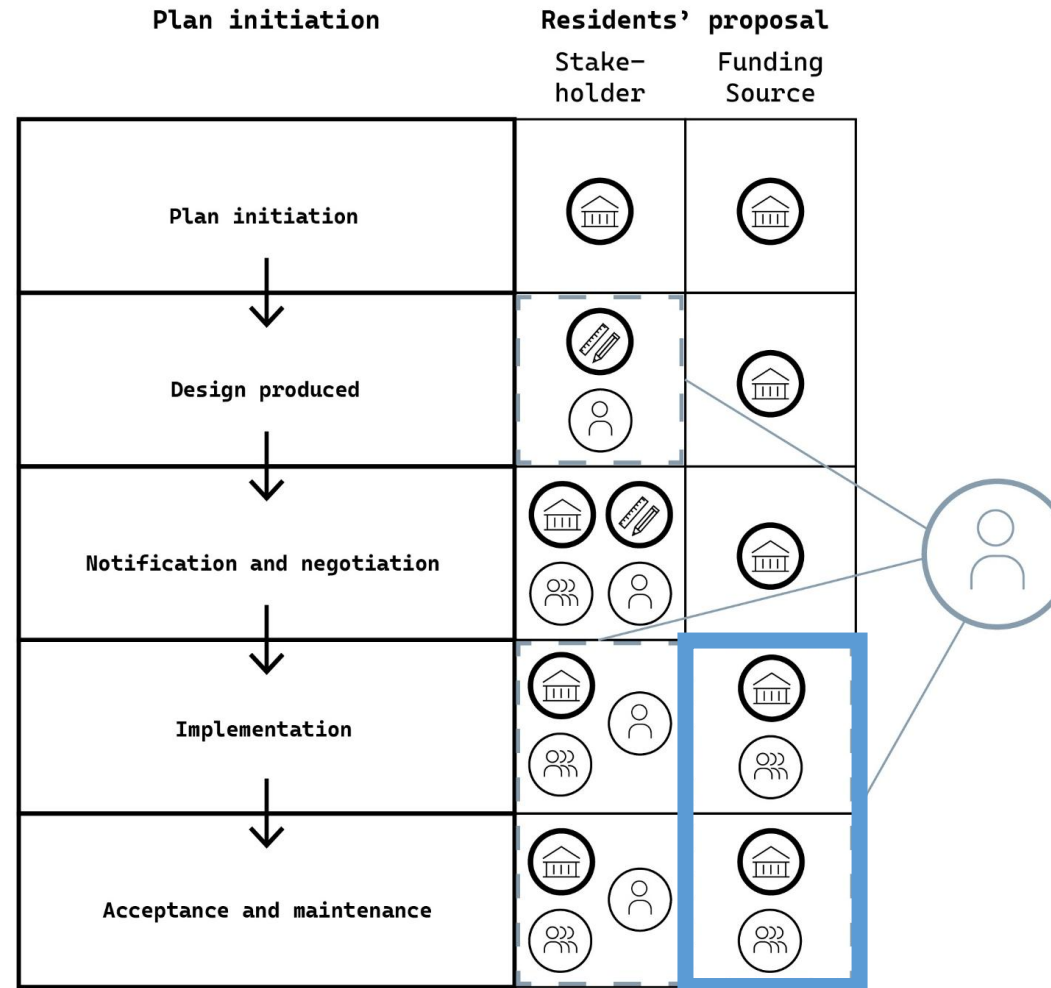 Plan initiation
Residents’ proposal
Stake-
holder
Funding
Source
Plan initiation
Design produced
Notification and negotiation
Implementation
Acceptance and maintenance